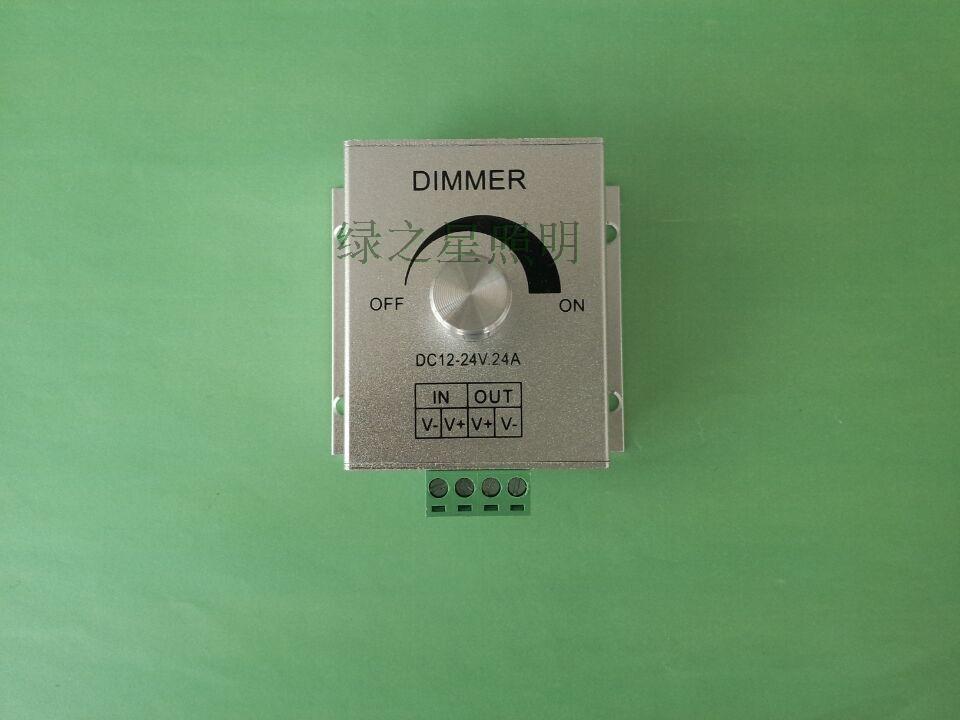 DIMMER
绿之星照明
OFF
ON
DC12-24V.24A
IN OUT
V- V+ V+ V-